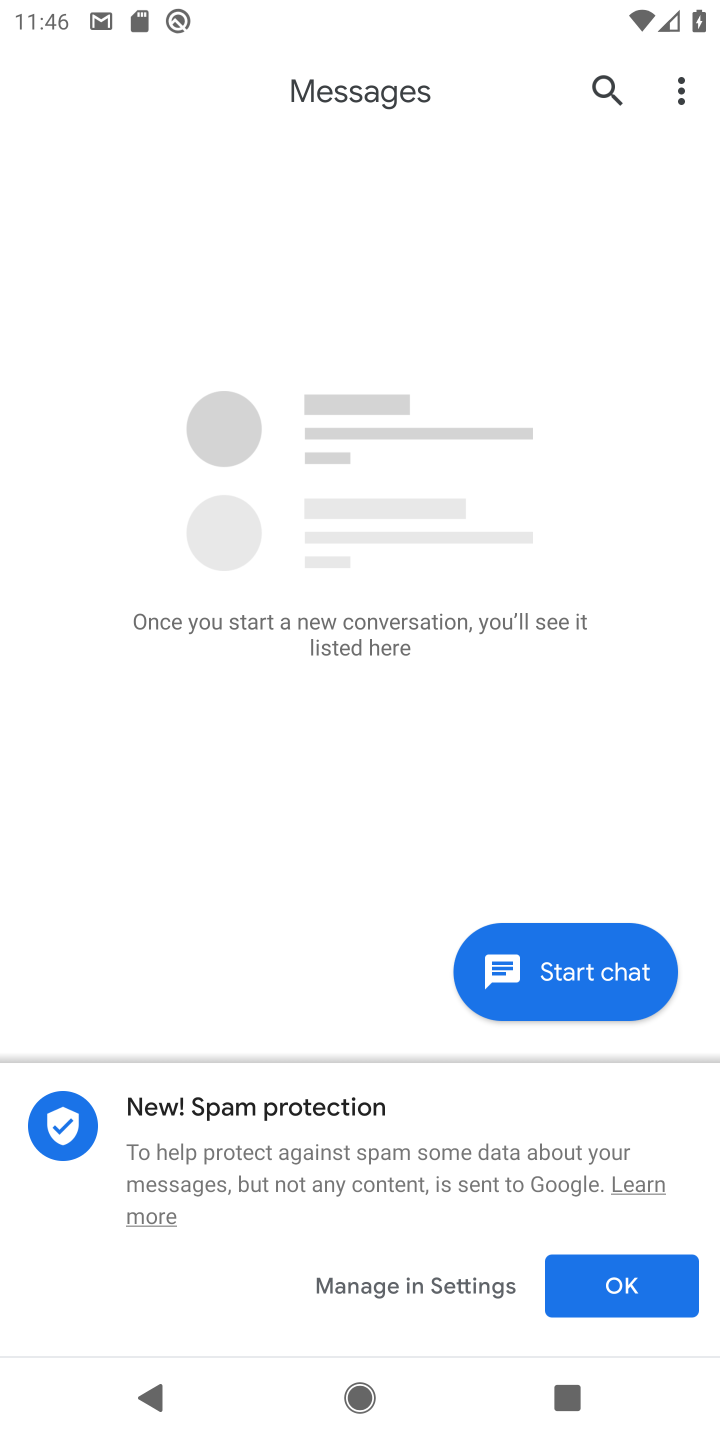 11:46
Messages
Once you start a new conversation, you’ll see it
listed here
Start chat
New! Spam protection
To help protect against spam some data about your
messages, but not any content, is sent to Google. Learn
more
Manage in Settings
OK